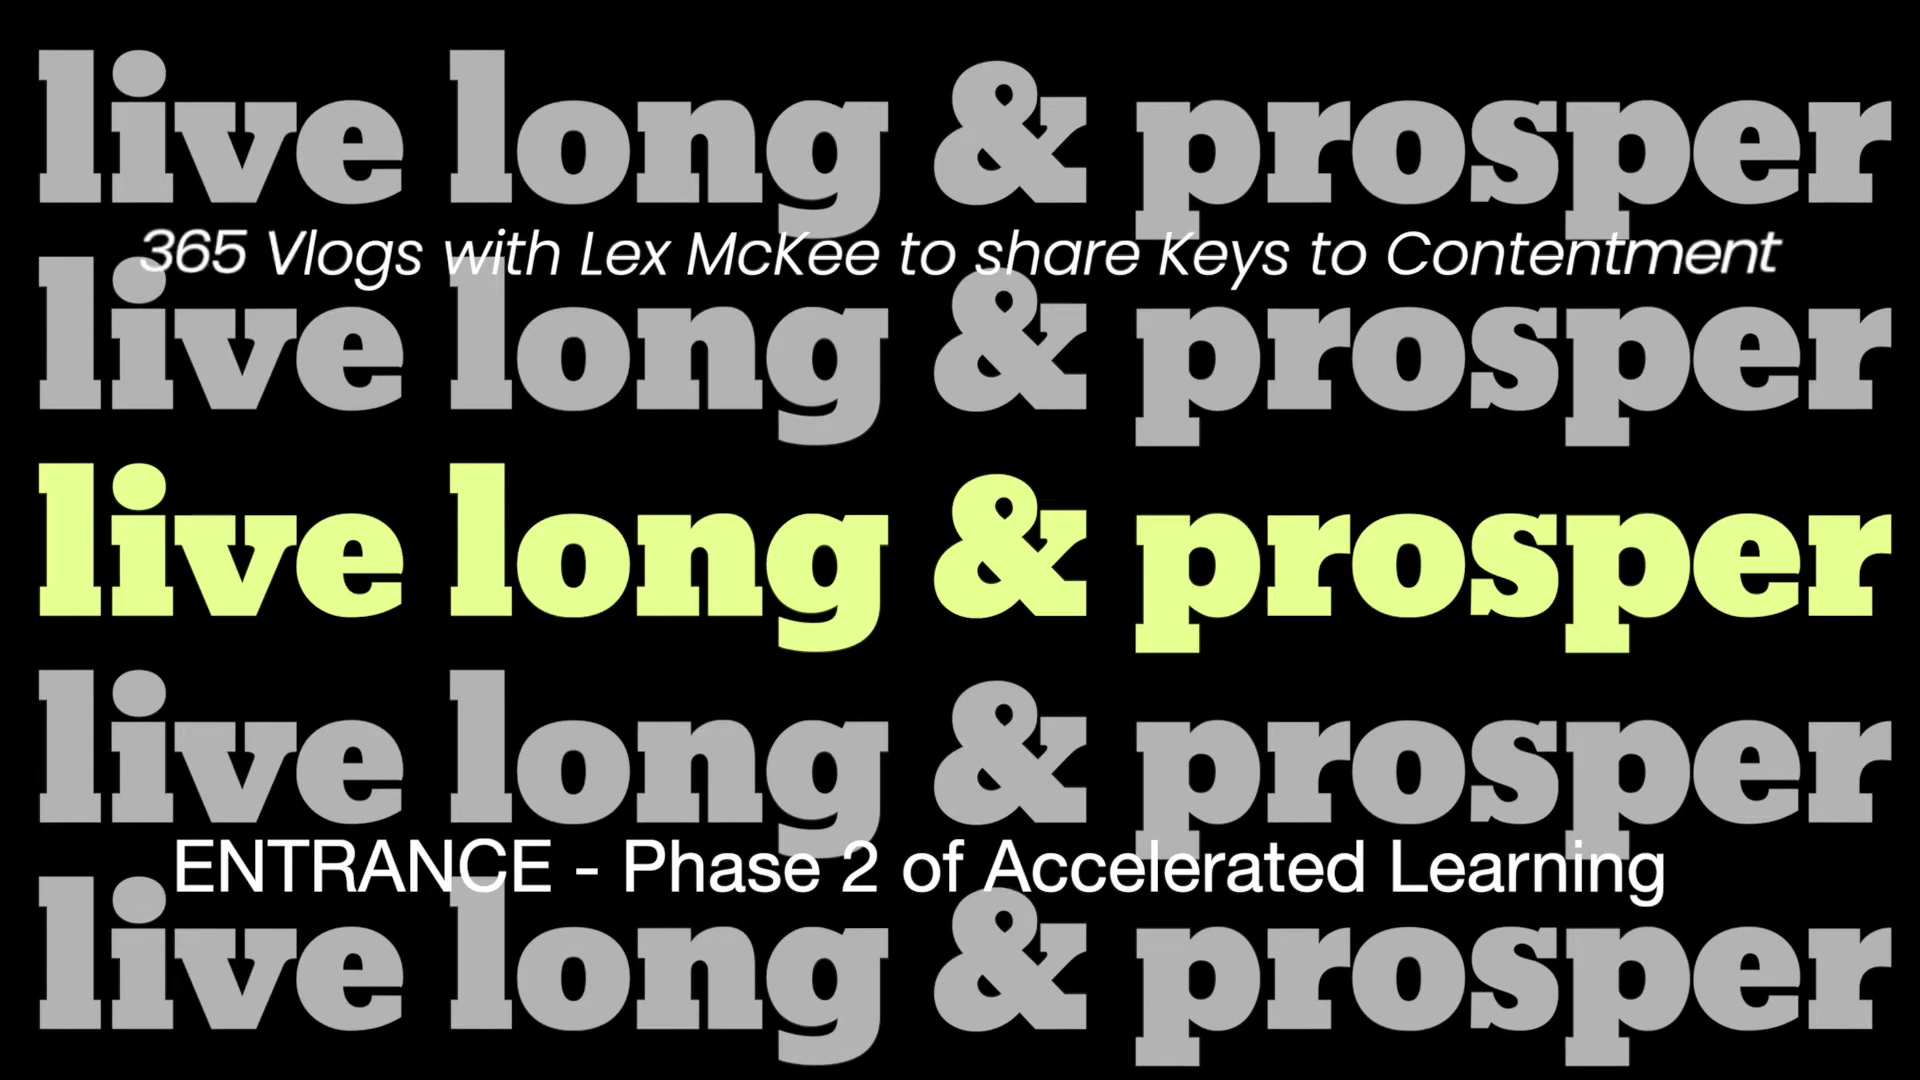 live long & prosper
365 Vlogs with Lex McKee to share Keys to Contentment
live long & prosper
live long & prosper
live long & prosper
ENTRANCE - Phase 2 of Accelerated Learning
live long & prosper